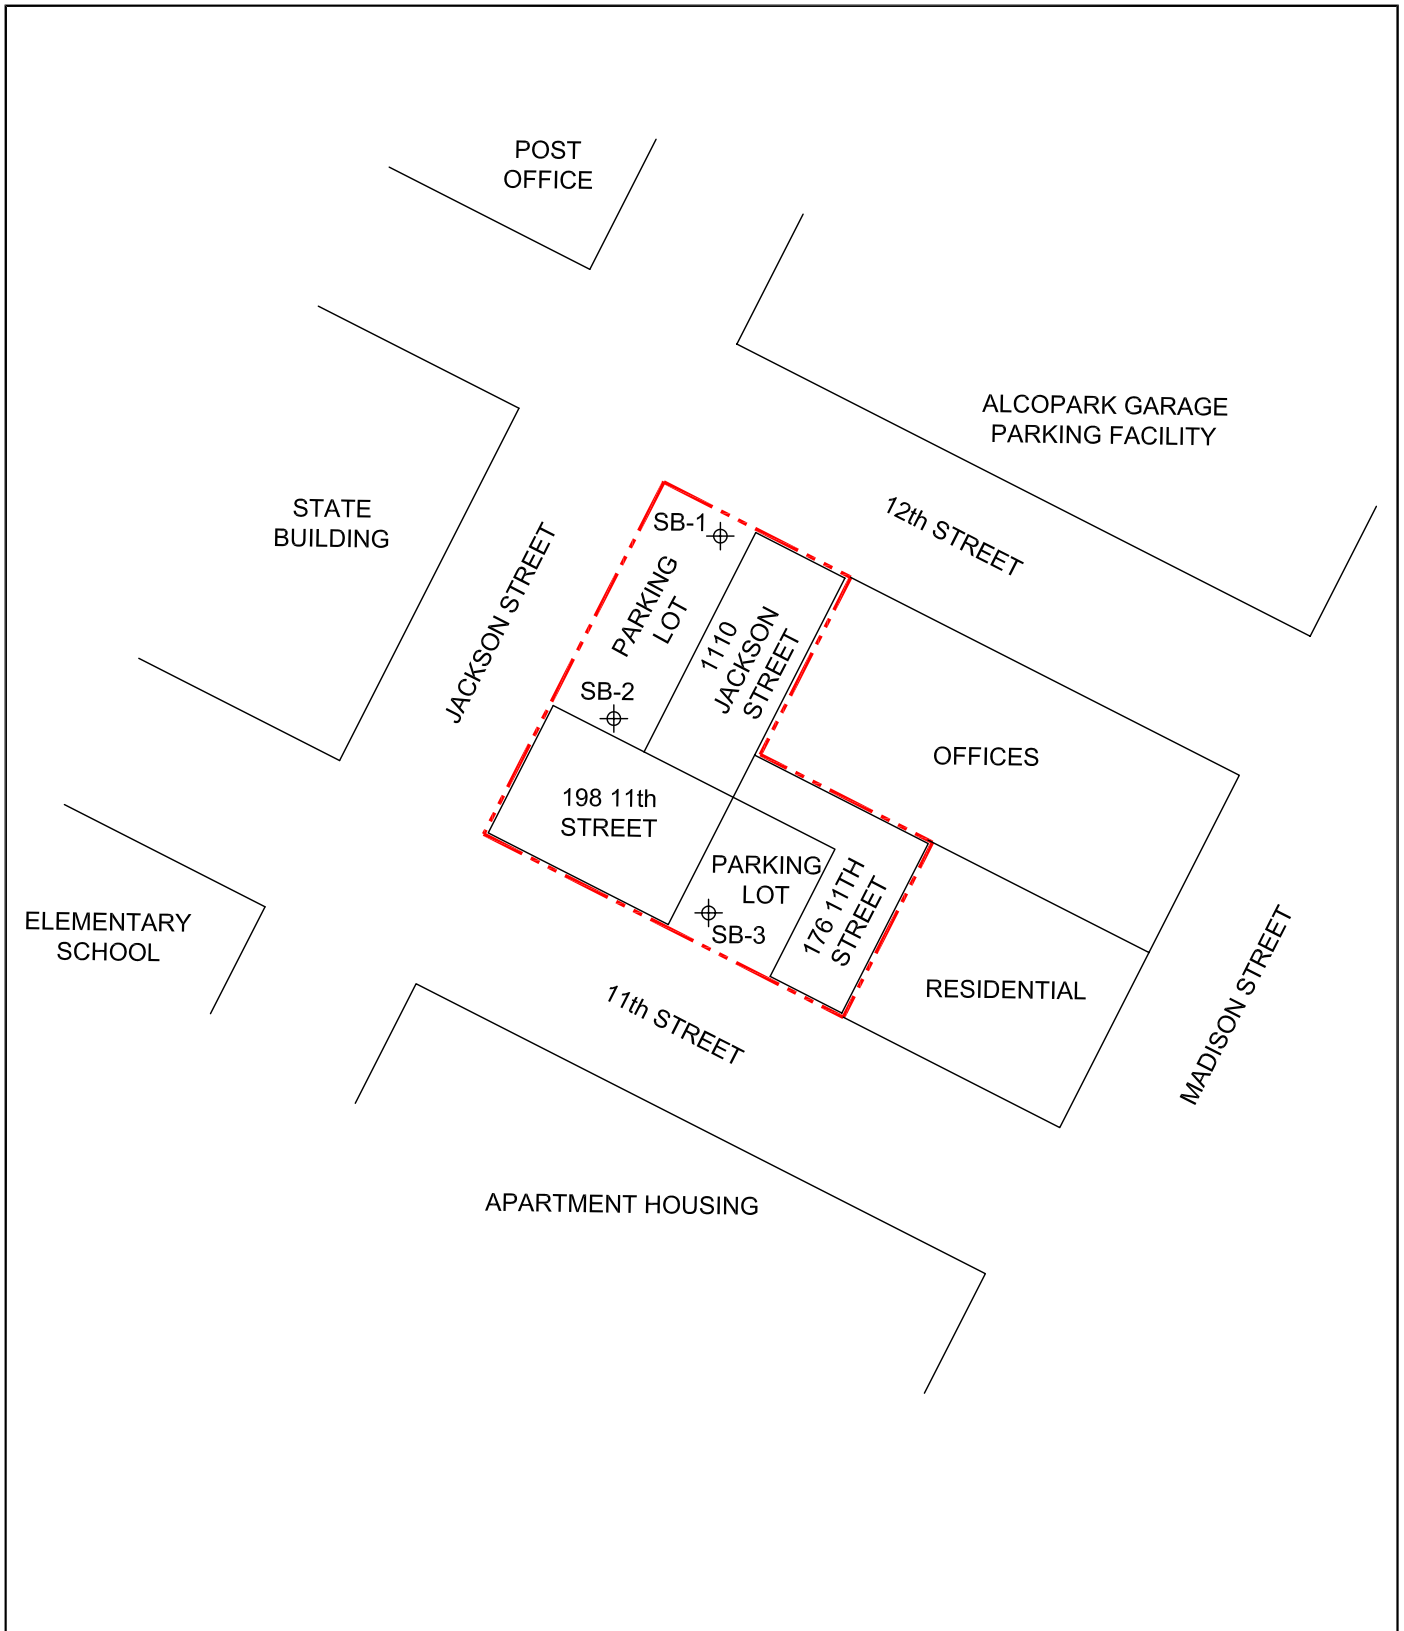 POST
OFFICE
ALCOPARK GARAGE
PARKING FACILITY
STATE
BUILDING
12th STREET
SB-1
JACKSON STREET
PARKING
LOT
1110
JACKSON
STREET
SB-2
OFFICES
198 11th
STREET
PARKING
LOT
176 11TH
STREET
SB-3
ELEMENTARY
SCHOOL
RESIDENTIAL
MADISON STREET
11th STREET
APARTMENT HOUSING